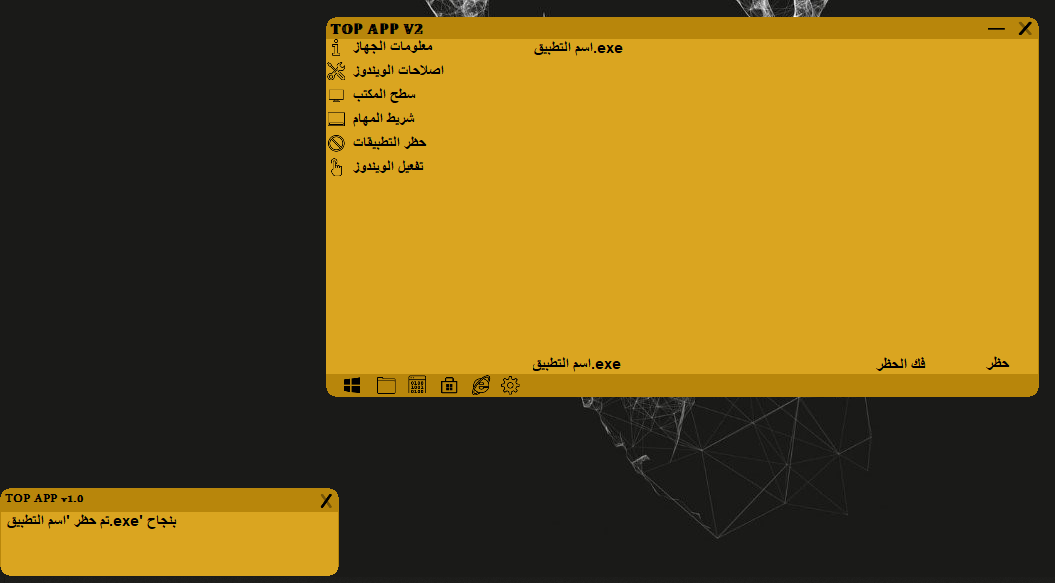 TOP APP V2
معلومات الجهاز
اسم التطبيق.exe
اصلاحات الويندوز
سطح المكتب
شريط المهام
حظر التطبيقات
تفعيل الويندوز
اسم التطبيق.exe
فك الحظر
حظر
TOP APP v1.0
تم حظر 'اسم التطبيق.exe' بنجاح